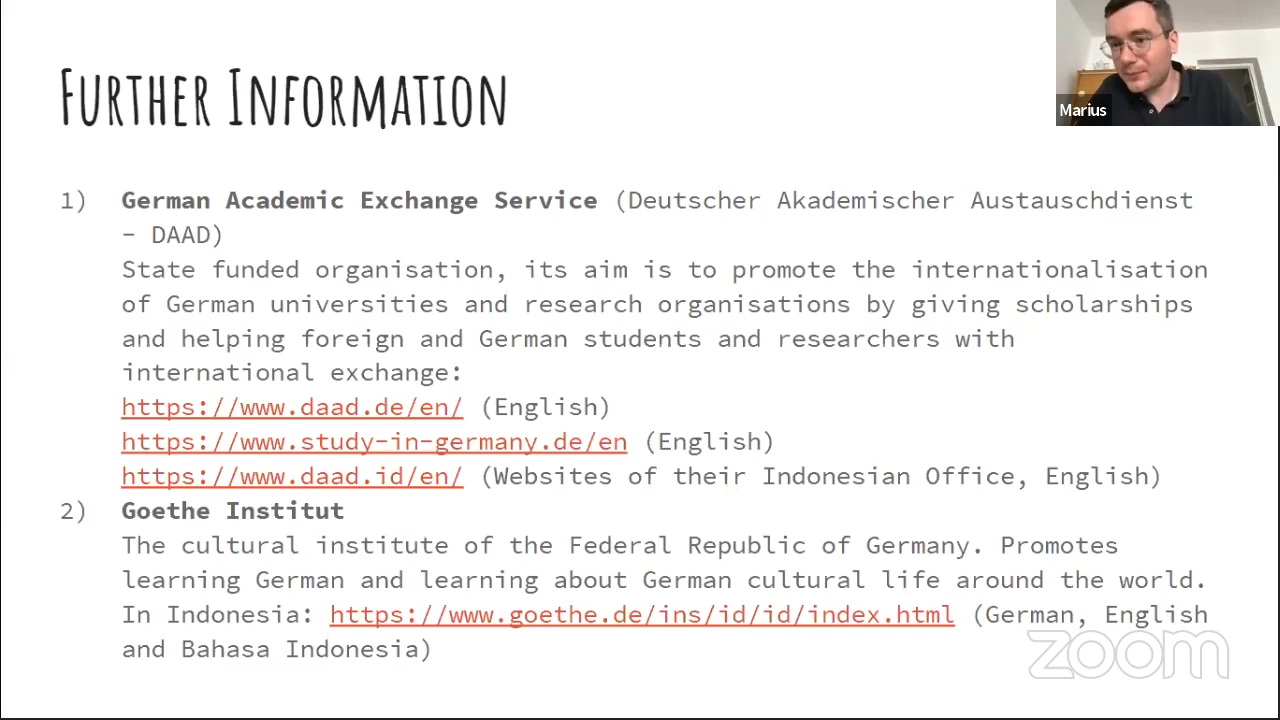 Further Information
Marius
1) German Academic Exchange Service (Deutscher Akademischer Austauschdienst
- DAAD)
State funded organisation, its aim is to promote the internationalisation
of German universities and research organisations by giving scholarships
and helping foreign and German students and researchers with
international exchange:
https://www.daad.de/en/ (English)
https://www.study-in-germany.de/en (English)
https://www.daad.id/en/ (Websites of their Indonesian Office, English)
2) Goethe Institut
The cultural institute of the Federal Republic of Germany. Promotes
learning German and learning about German cultural life around the world.
In Indonesia: https://www.goethe.de/ins/id/id/index.html (German, English
and Bahasa Indonesia)
zoom